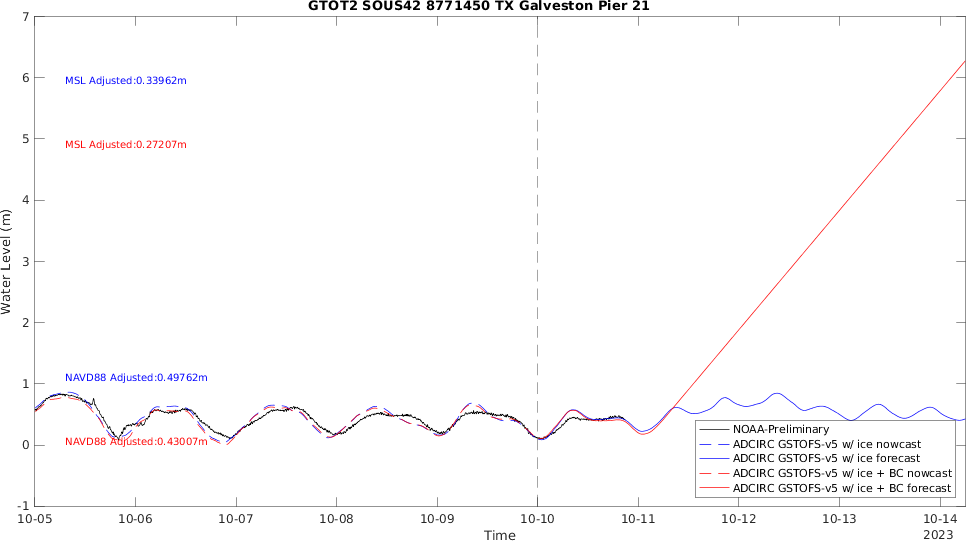 GTOT2 SOUS42 8771450 TX Galveston Pier 21
7
6
5
4
3
2
1
0
-1
Water Level (m)
MSL Adjusted:0.33962m
MSL Adjusted:0.27207m
NAVD88 Adjusted:0.49762m
NAVD88 Adjusted:0.43007m
NOAA-Preliminary
ADCIRC GSTOFS-v5 w/ ice nowcast
ADCIRC GSTOFS-v5 w/ ice forecast
ADCIRC GSTOFS-v5 w/ ice + BC nowcast
ADCIRC GSTOFS-v5 w/ ice + BC forecast
10-05 10-06 10-07 10-08 10-09 10-10 10-11 10-12 10-13 10-14
Time
2023